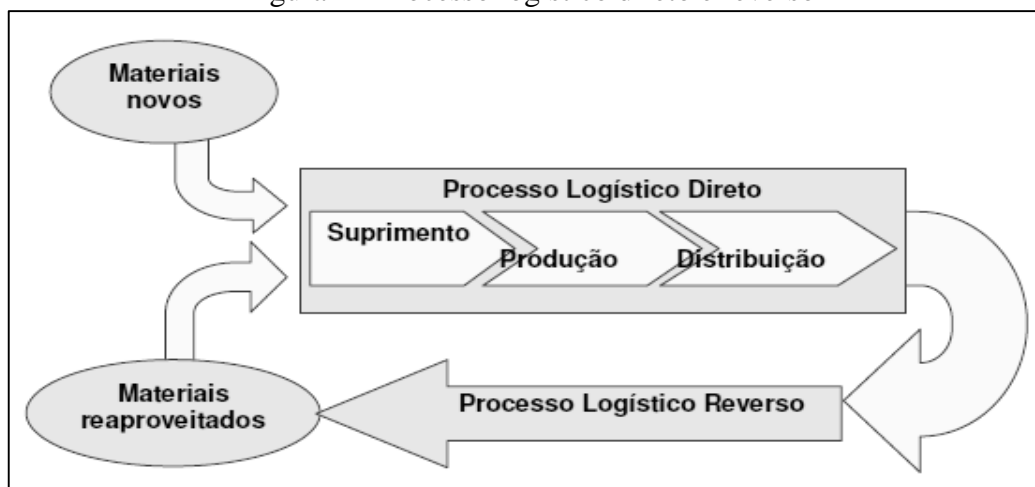 Materiais
novos
Processo Logístico Direto
Suprimento
Produção
Distribuição
Materiais
reaproveitados
Processo Logístico Reverso